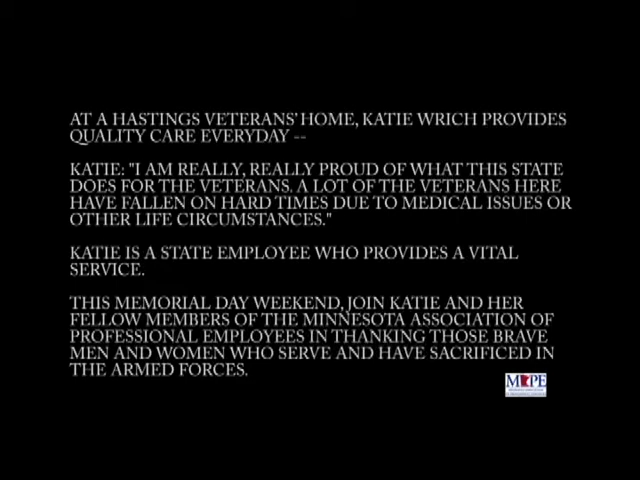 AT A HASTINGS VETERANS' HOME, KATIE WRICH PROVIDES
QUALITY CARE EVERYDAY --
KATIE: "I AM REALLY, REALLY PROUD OF WHAT THIS STATE
DOES FOR THE VETERANS. A LOT OF THE VETERANS HERE
HAVE FALLEN ON HARD TIMES DUE TO MEDICAL ISSUES OR
OTHER LIFE CIRCUMSTANCES."
KATIE IS A STATE EMPLOYEE WHO PROVIDES A VITAL
SERVICE.
THIS MEMORIAL DAY WEEKEND, JOIN KATIE AND HER
FELLOW MEMBERS OF THE MINNESOTA ASSOCIATION OF
PROFESSIONAL EMPLOYEES IN THANKING THOSE BRAVE
MEN AND WOMEN WHO SERVE AND HAVE SACRIFICED IN
THE ARMED FORCES.
MAPE